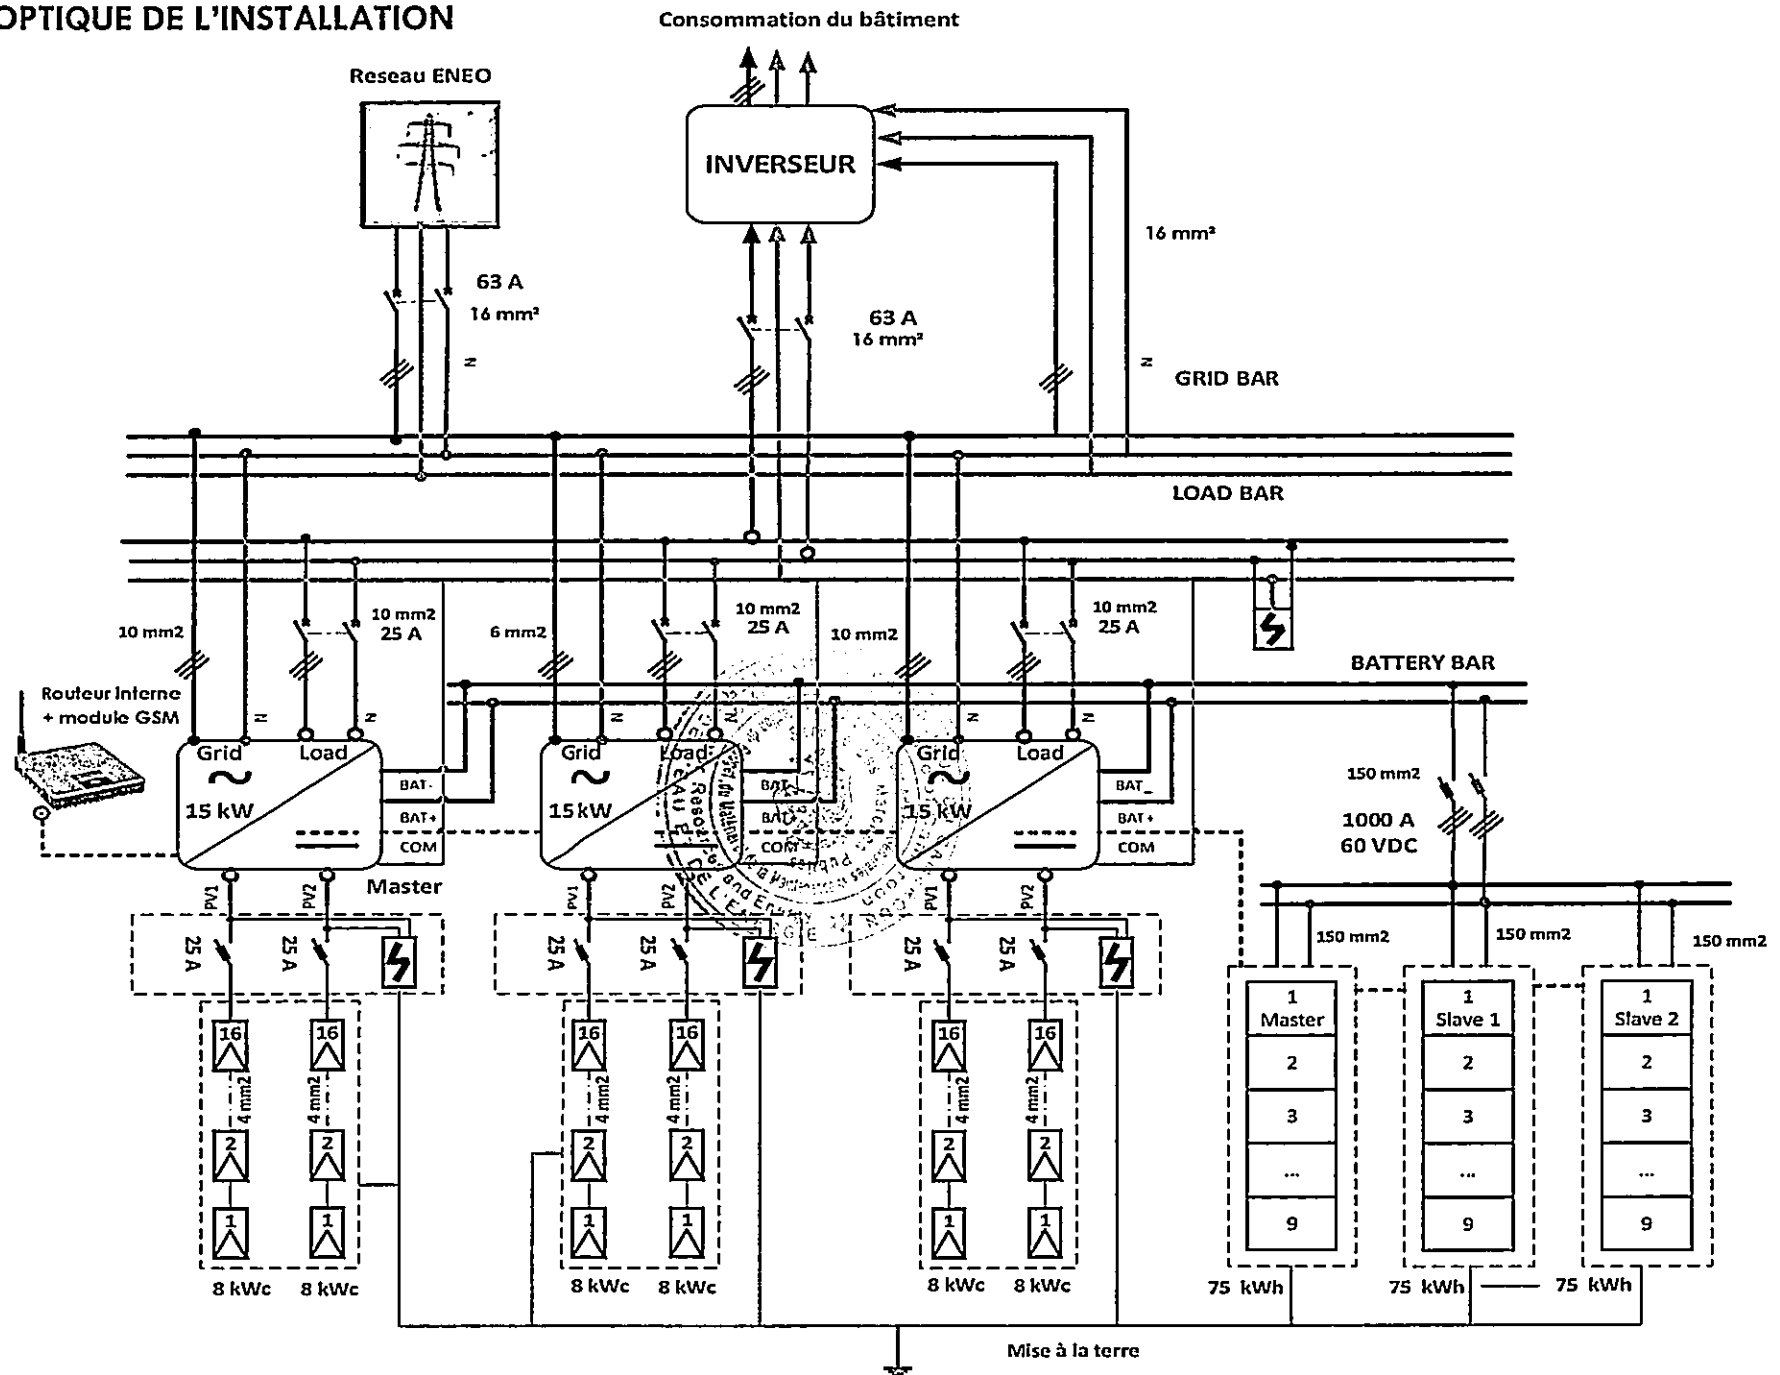 OPTIQUE DE L'INSTALLATION
Consommation du bâtiment
Reseau ENEO
INVERSEUR
16 mm²
63 A
16 mm²
63 A
16 mm²
N
N
GRID BAR
LOAD BAR
10 mm2
10 mm2
25 A
6 mm2
10 mm2
25 A
10 mm2
10 mm2
25 A
BATTERY BAR
Routeur Interne
+ module GSM
N
N
N
N
N
N
Grid
Load
15 kW
BAT-
BAT+
COM
Master
Grid
Load
15 kW
BAT-
BAT+
COM
Grid
Load
15 kW
BAT_
BAT+
COM
150 mm2
1000 A
60 VDC
PV1
PV2
PV1
PV2
PV1
PV2
25 A
25 A
25 A
25 A
25 A
25 A
150 mm2
150 mm2
150 mm2
16
16
16
16
16
16
4 mm2
4 mm2
4 mm2
4 mm2
4 mm2
4 mm2
2
2
2
2
2
2
1
1
1
1
1
1
1
Master
2
3
...
9
1
Slave 1
2
3
...
9
1
Slave 2
2
3
...
9
8 kWc
8 kWc
8 kWc
8 kWc
8 kWc
8 kWc
75 kWh
75 kWh
75 kWh
Mise à la terre